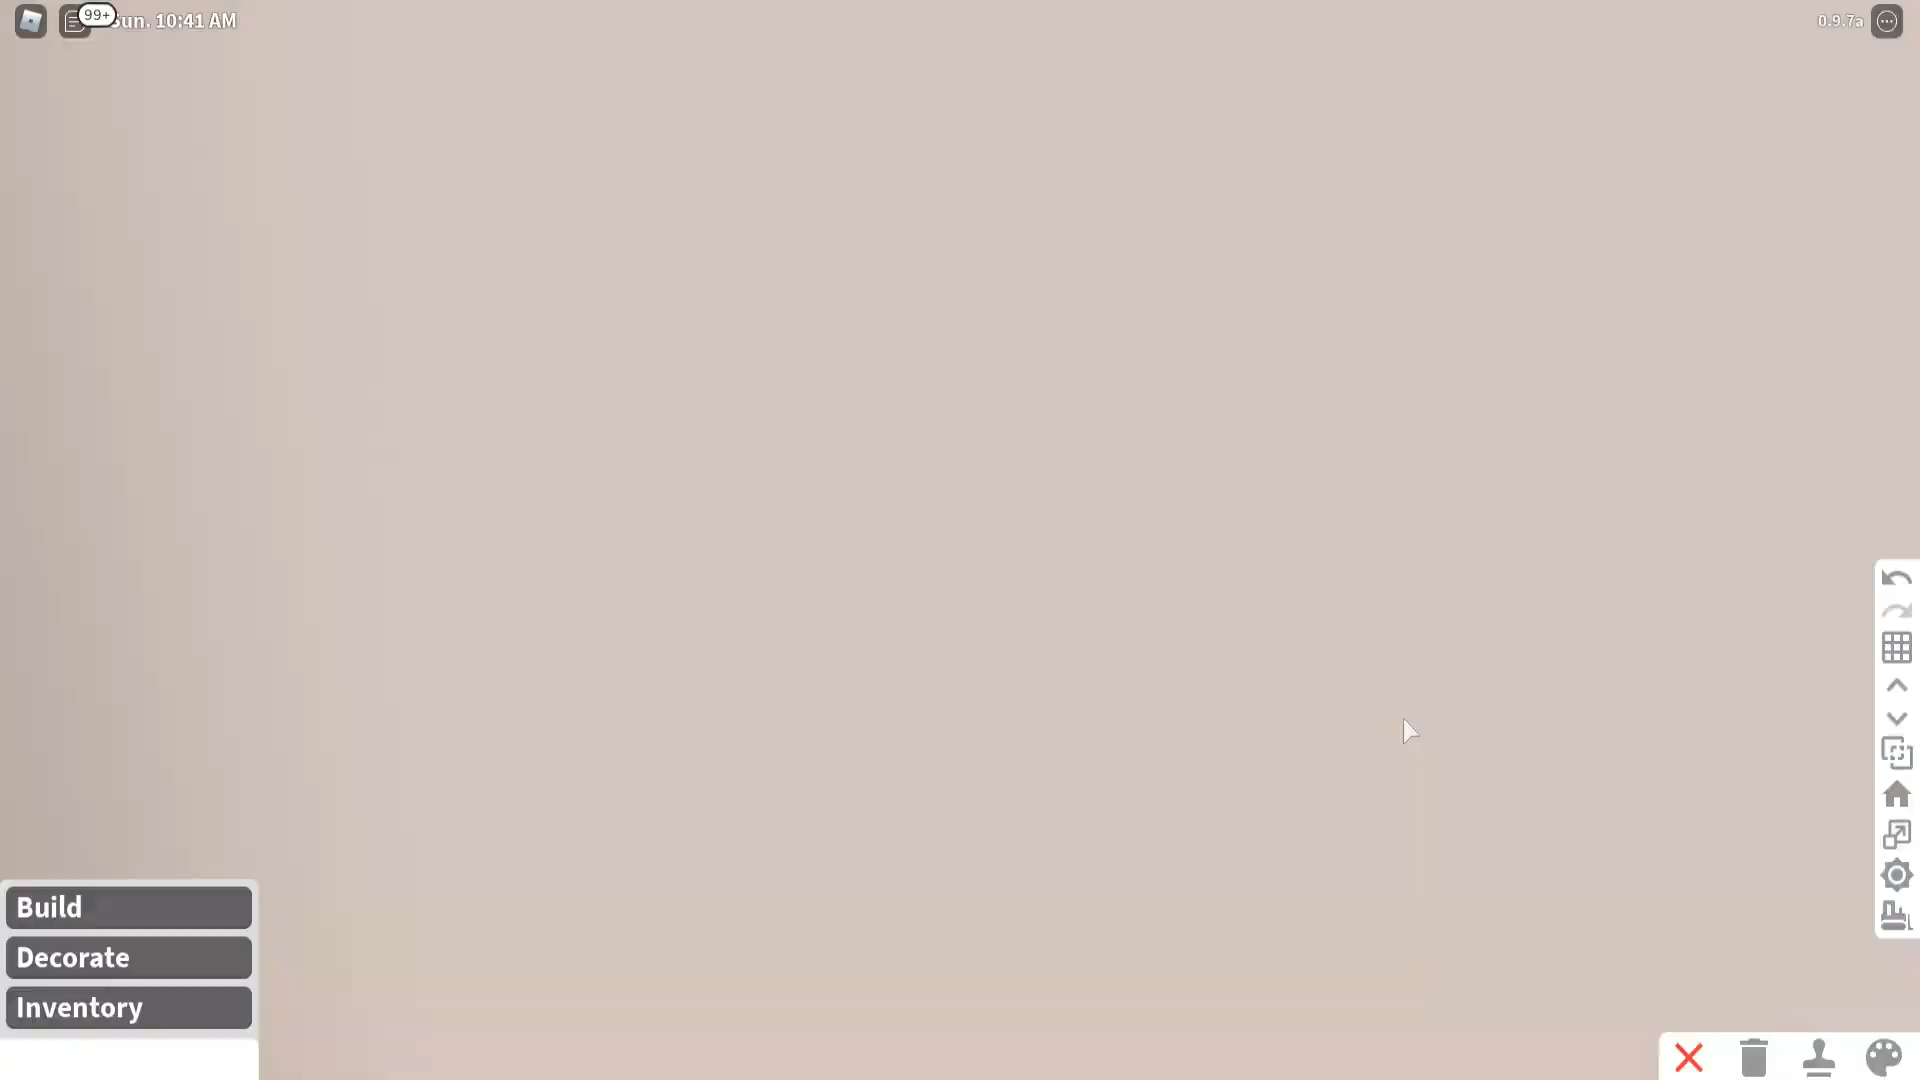 99+
Sun. 10:41 AM
0.9.7a
Build
Decorate
Inventory